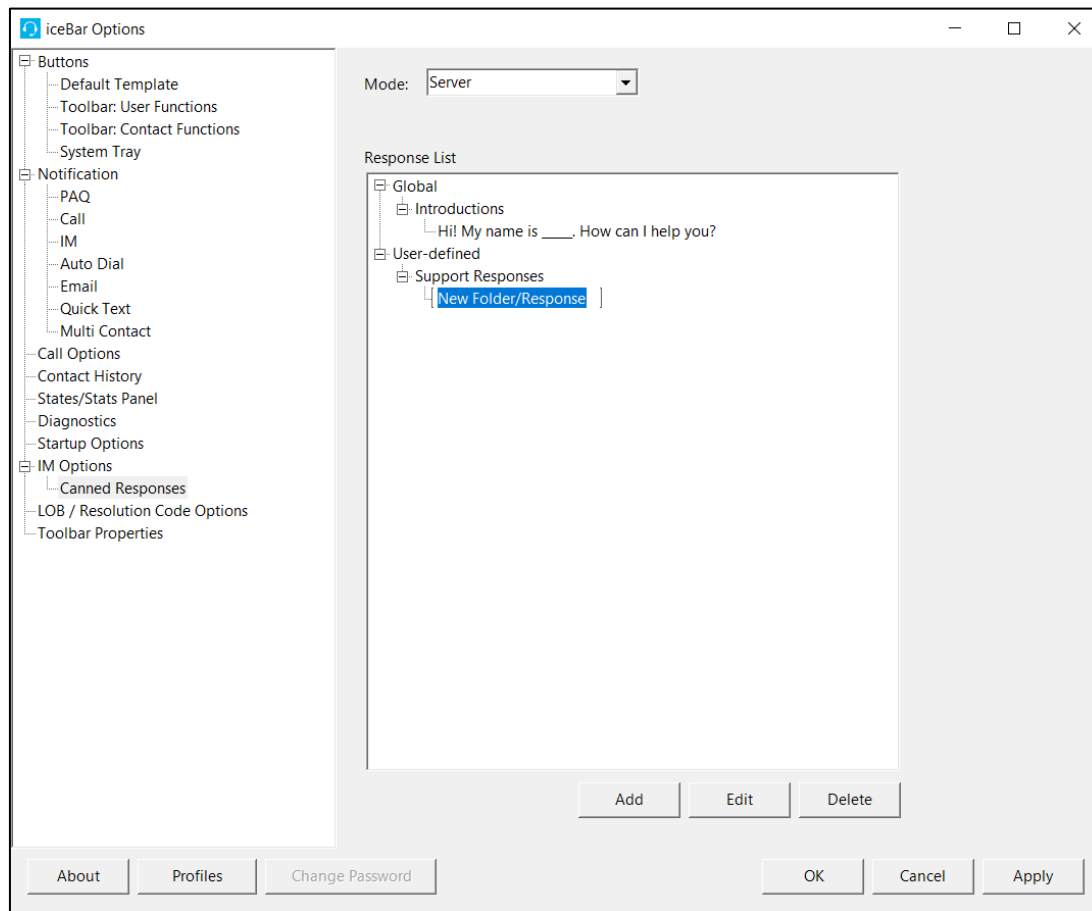 iceBar Options
Buttons
Default Template
Toolbar: User Functions
Toolbar: Contact Functions
System Tray
Notification
PAQ
Call
IM
Auto Dial
Email
Quick Text
Multi Contact
Call Options
Contact History
States/Stats Panel
Diagnostics
Startup Options
IM Options
Canned Responses
LOB / Resolution Code Options
Toolbar Properties
Mode: Server
Response List
Global
Introductions
Hi! My name is ____. How can I help you?
User-defined
Support Responses
New Folder/Response
Add Edit Delete
About Profiles Change Password OK Cancel Apply